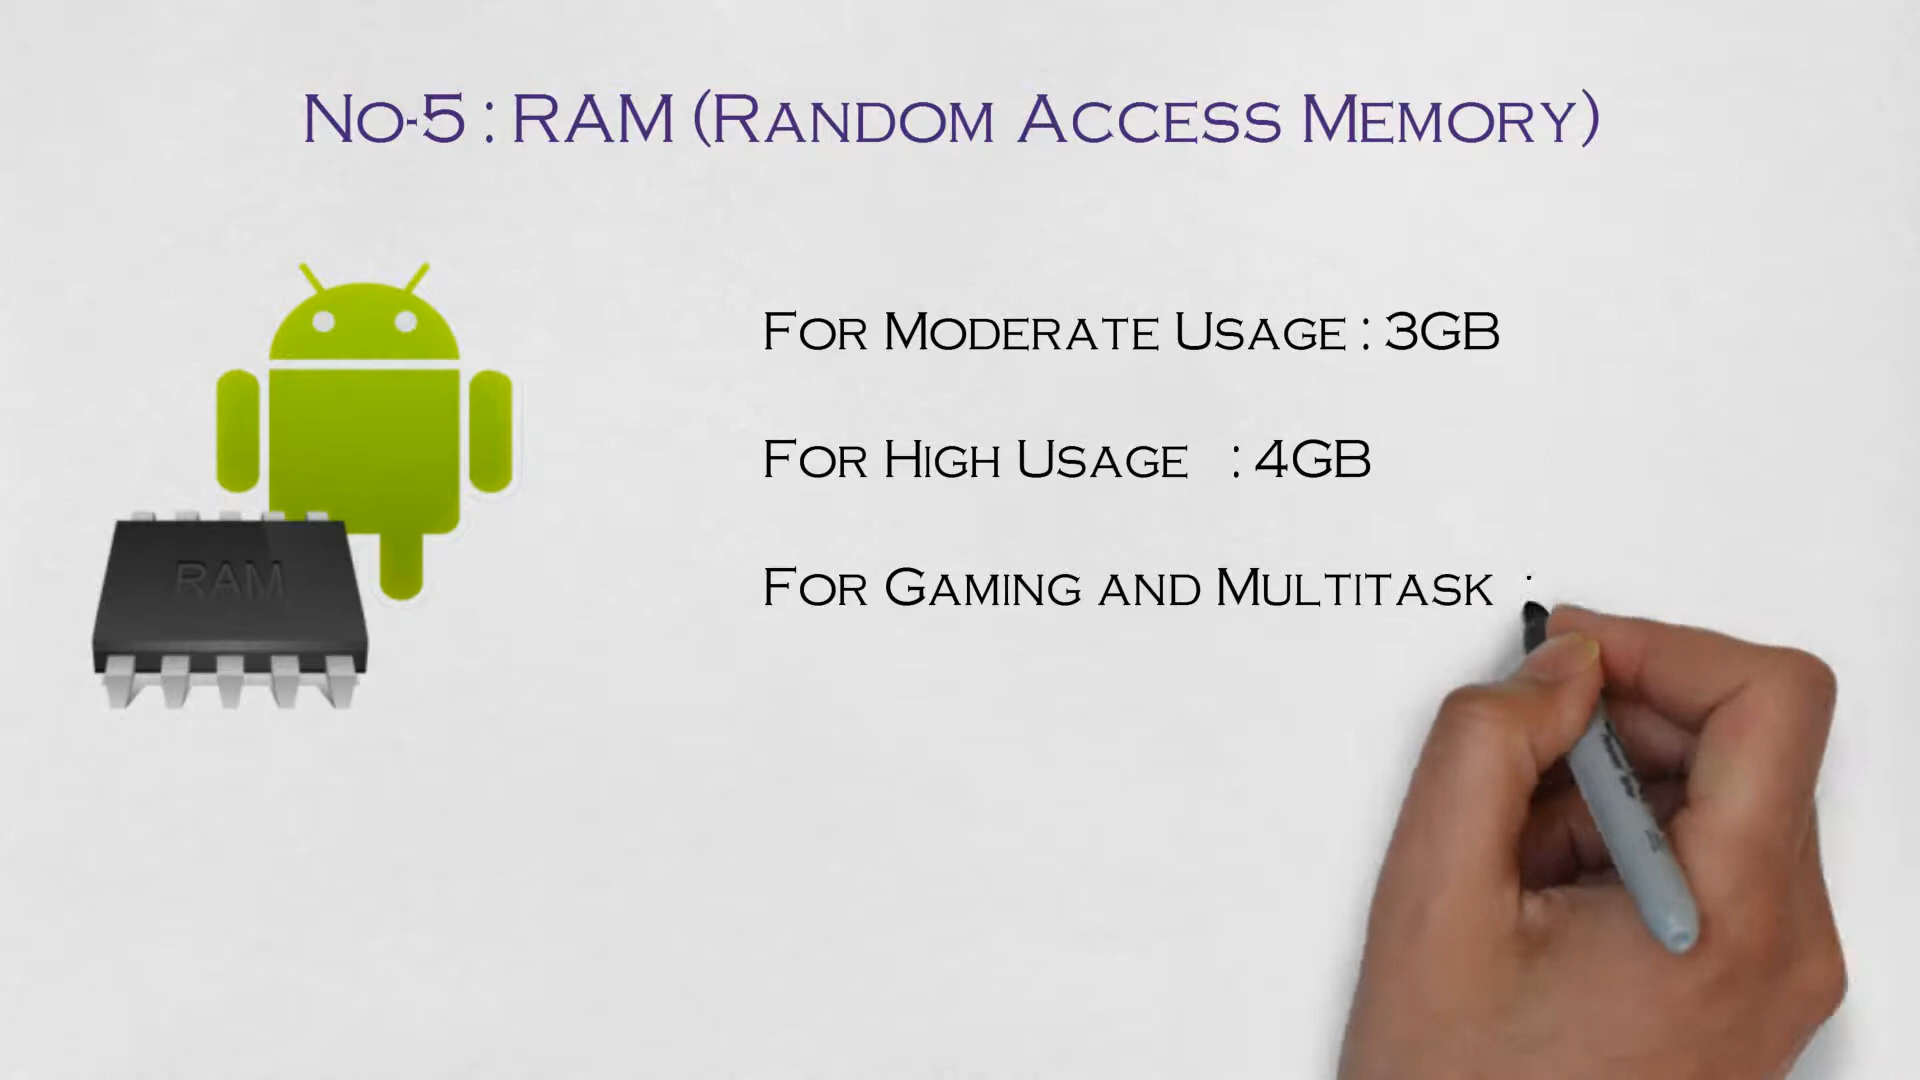 No-5 : RAM (Random Access Memory)
For Moderate Usage : 3GB
For High Usage : 4GB
For Gaming and Multitask :
RAM